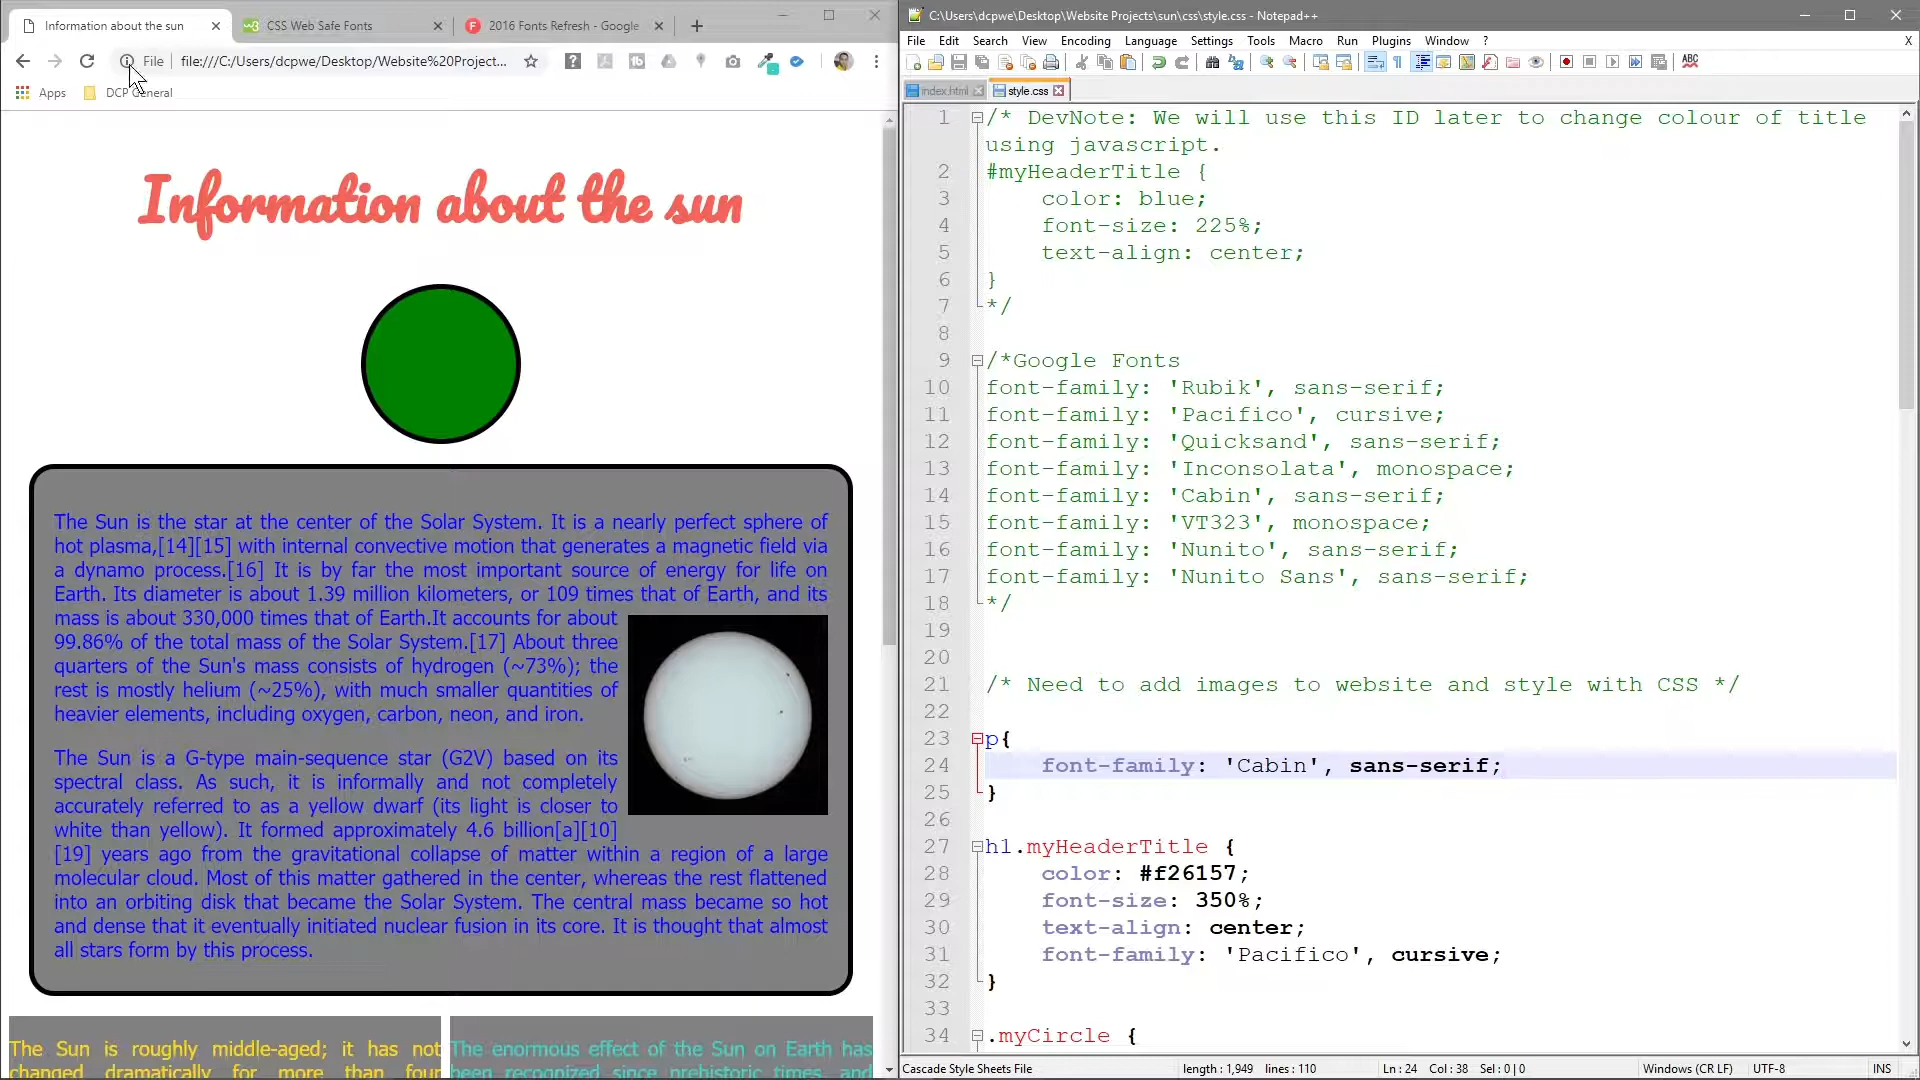 Information about the sun
CSS Web Safe Fonts
2016 Fonts Refresh - Google
File
file:///C:/Users/dcpwe/Desktop/Website%20Project...
Apps
DCP General
Information about the sun
The Sun is the star at the center of the Solar System. It is a nearly perfect sphere of
hot plasma,[14][15] with internal convective motion that generates a magnetic field via
a dynamo process.[16] It is by far the most important source of energy for life on
Earth. Its diameter is about 1.39 million kilometers, or 109 times that of Earth, and its
mass is about 330,000 times that of Earth.It accounts for about
99.86% of the total mass of the Solar System.[17] About three
quarters of the Sun's mass consists of hydrogen (~73%); the
rest is mostly helium (~25%), with much smaller quantities of
heavier elements, including oxygen, carbon, neon, and iron.
The Sun is a G-type main-sequence star (G2V) based on its
spectral class. As such, it is informally and not completely
accurately referred to as a yellow dwarf (its light is closer to
white than yellow). It formed approximately 4.6 billion[a][10]
[19] years ago from the gravitational collapse of matter within a region of a large
molecular cloud. Most of this matter gathered in the center, whereas the rest flattened
into an orbiting disk that became the Solar System. The central mass became so hot
and dense that it eventually initiated nuclear fusion in its core. It is thought that almost
all stars form by this process.
The Sun is roughly middle-aged; it has not
changed dramatically for more than four
The enormous effect of the Sun on Earth has
been recognized since prehistoric times, and
C:\Users\dcpwe\Desktop\Website Projects\sun\css\style.css - Notepad++
File Edit Search View Encoding Language Settings Tools Macro Run Plugins Window ? X
ABC
index.html style.css
1 /* DevNote: We will use this ID later to change colour of title
using javascript.
2 #myHeaderTitle {
3 color: blue;
4 font-size: 225%;
5 text-align: center;
6 }
7 */
8
9 /*Google Fonts
10 font-family: 'Rubik', sans-serif;
11 font-family: 'Pacifico', cursive;
12 font-family: 'Quicksand', sans-serif;
13 font-family: 'Inconsolata', monospace;
14 font-family: 'Cabin', sans-serif;
15 font-family: 'VT323', monospace;
16 font-family: 'Nunito', sans-serif;
17 font-family: 'Nunito Sans', sans-serif;
18 */
19
20
21 /* Need to add images to website and style with CSS */
22
23 p{
24 font-family: 'Cabin', sans-serif;
25 }
26
27 h1.myHeaderTitle {
28 color: #f26157;
29 font-size: 350%;
30 text-align: center;
31 font-family: 'Pacifico', cursive;
32 }
33
34 .myCircle {
Cascade Style Sheets File length : 1,949 lines : 110 Ln : 24 Col : 38 Sel : 0 | 0 Windows (CR LF) UTF-8 INS